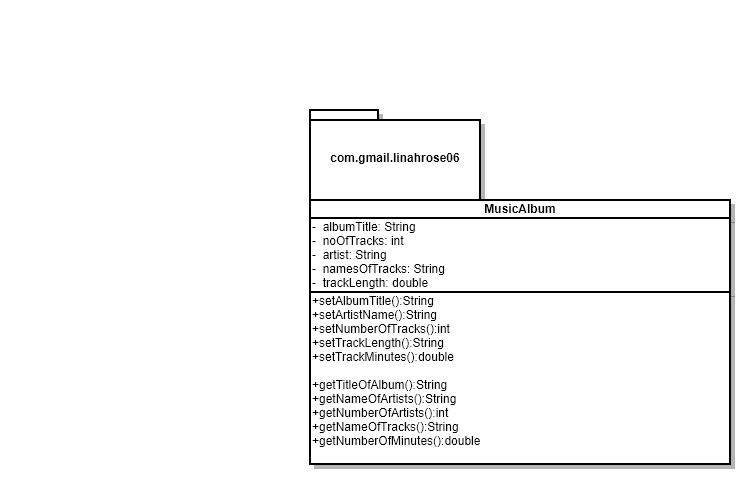 com.gmail.linahrose06
MusicAlbum
- albumTitle: String
- noOfTracks: int
- artist: String
- namesOfTracks: String
- trackLength: double
+setAlbumTitle():String
+setArtistName():String
+setNumberOfTracks():int
+setTrackLength():String
+setTrackMinutes():double
+getTitleOfAlbum():String
+getNameOfArtists():String
+getNumberOfArtists():int
+getNameOfTracks():String
+getNumberOfMinutes():double